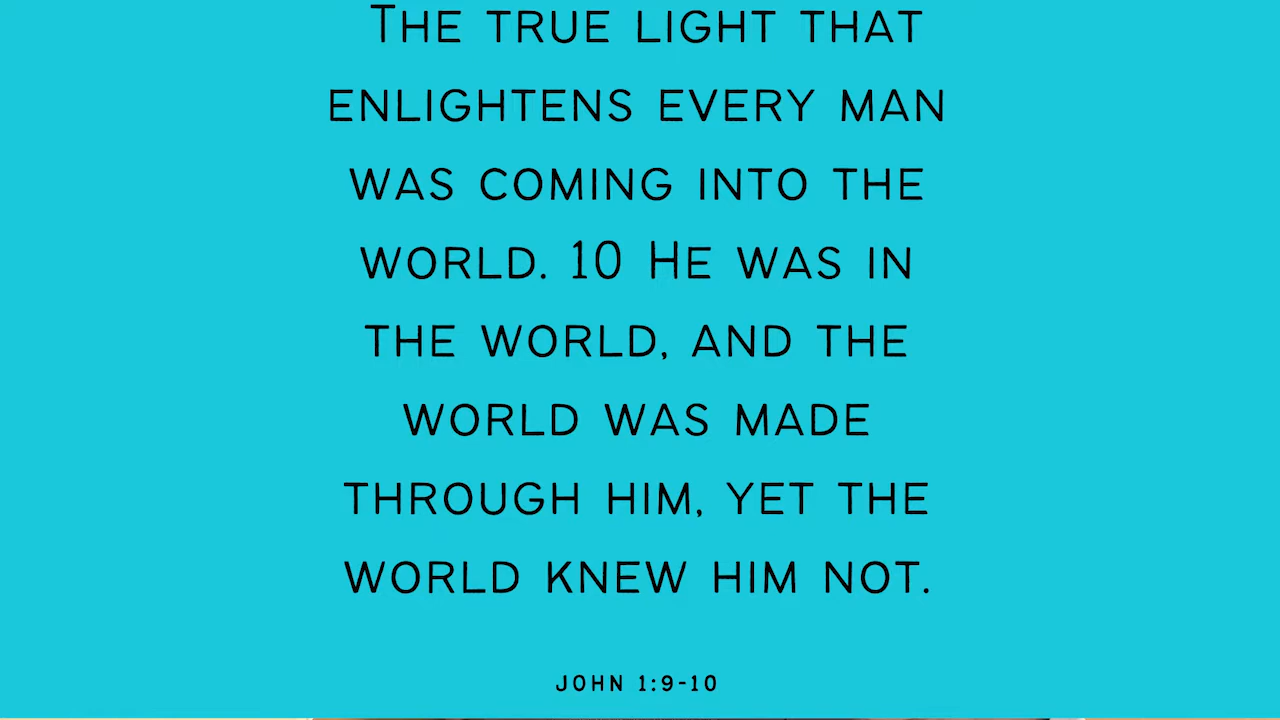 The true light that
enlightens every man
was coming into the
world. 10 He was in
the world, and the
world was made
through him, yet the
world knew him not.
JOHN 1:9-10